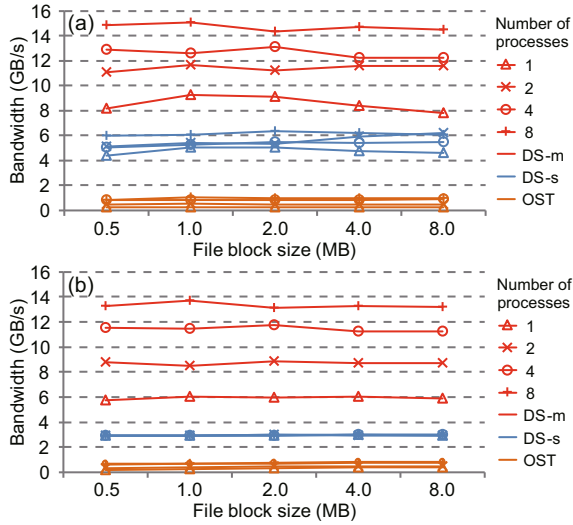 (a)
Bandwidth (GB/s)
16
14
12
10
8
6
4
2
0
0.5 1.0 2.0 4.0 8.0
File block size (MB)
Number of
processes
1
2
4
8
DS-m
DS-s
OST
(b)
Bandwidth (GB/s)
16
14
12
10
8
6
4
2
0
0.5 1.0 2.0 4.0 8.0
File block size (MB)
Number of
processes
1
2
4
8
DS-m
DS-s
OST